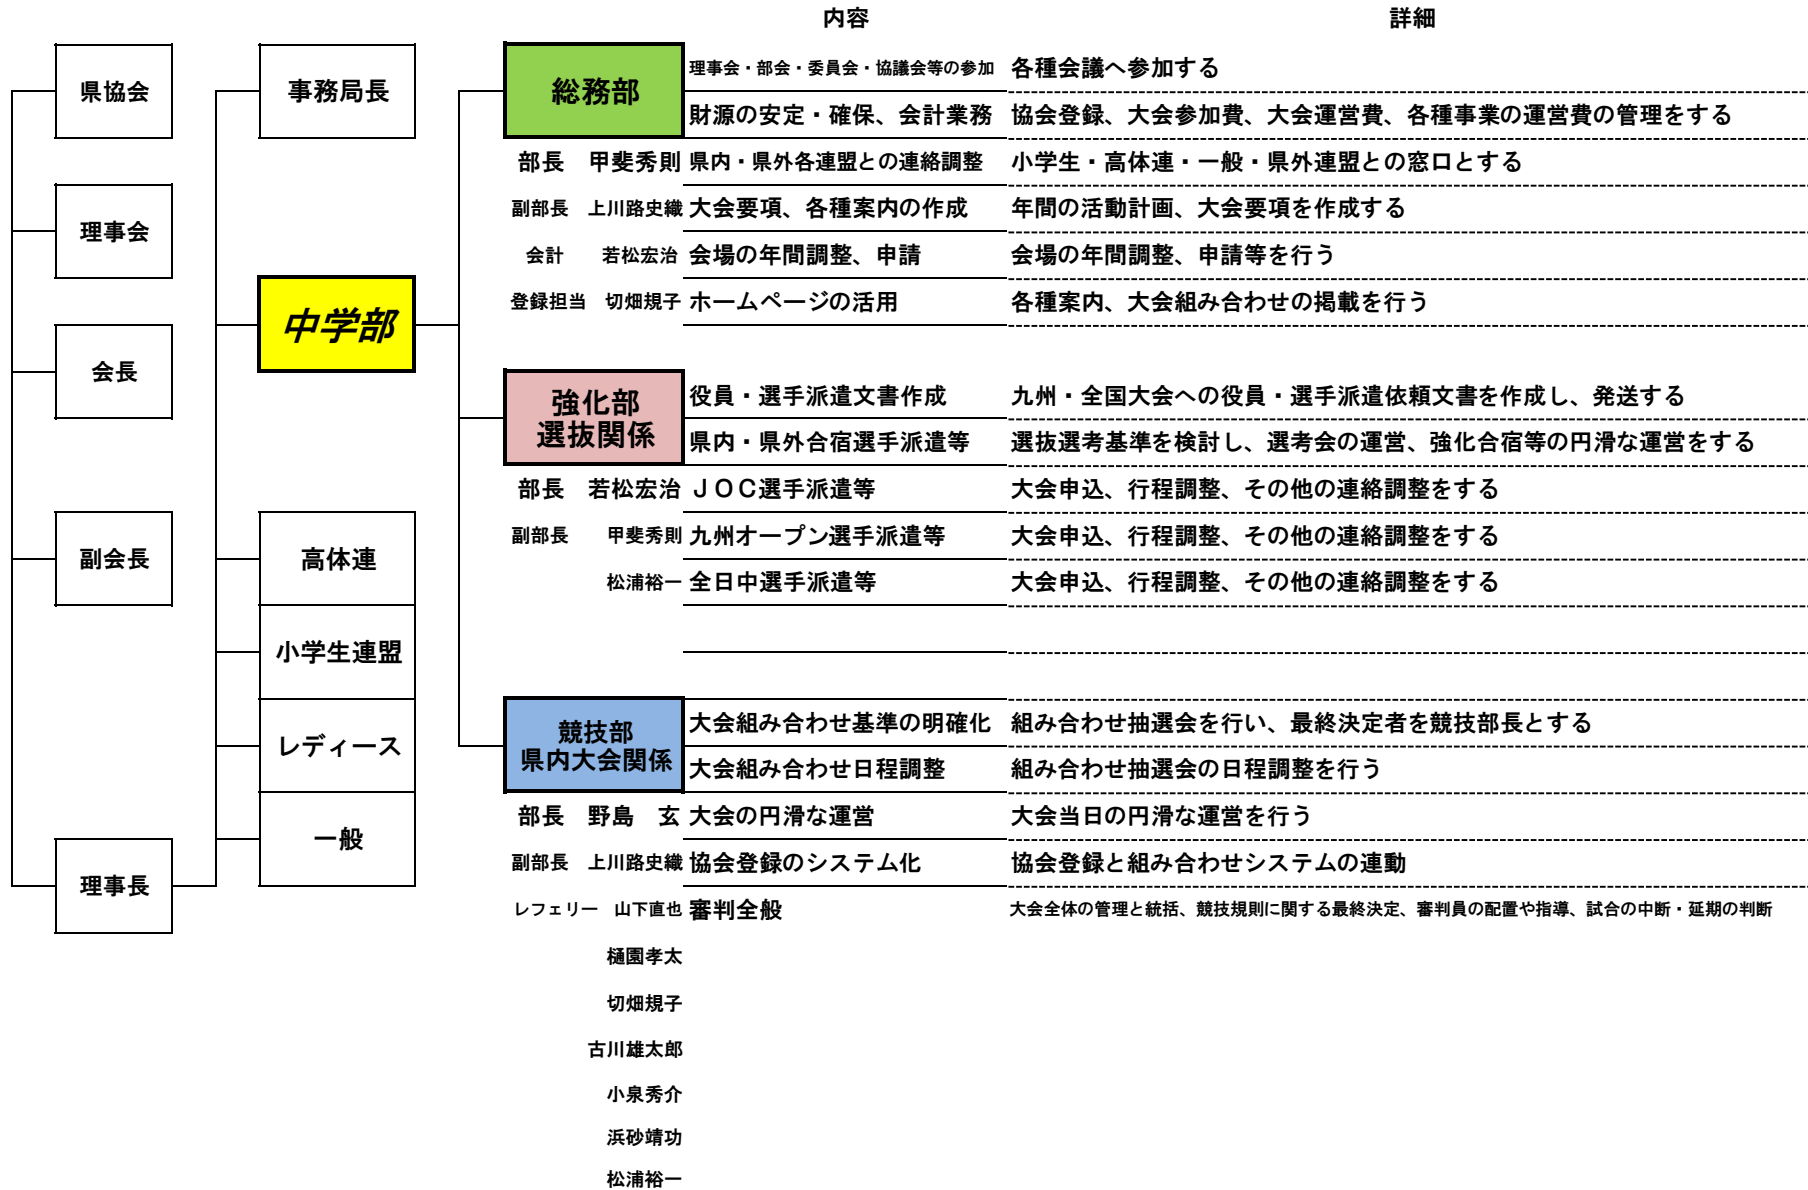 内容　詳細
県協会
理事会
会長
副会長
理事長
事務局長
中学部
高体連
小学生連盟
レディース
一般
総務部
理事会・部会・委員会・協議会等の参加　各種会議へ参加する
財源の安定・確保、会計業務　協会登録、大会参加費、大会運営費、各種事業の運営費の管理をする
部長　甲斐秀則　県内・県外各連盟との連絡調整　小学生・高体連・一般・県外連盟との窓口とする
副部長　上川路史織　大会要項、各種案内の作成　年間の活動計画、大会要項を作成する
会計　若松宏治　会場の年間調整、申請　会場の年間調整、申請等を行う
登録担当　切畑規子　ホームページの活用　各種案内、大会組み合わせの掲載を行う
強化部
選抜関係
役員・選手派遣文書作成　九州・全国大会への役員・選手派遣依頼文書を作成し、発送する
県内・県外合宿選手派遣等　選抜選考基準を検討し、選考会の運営、強化合宿等の円滑な運営をする
部長　若松宏治　ＪＯＣ選手派遣等　大会申込、行程調整、その他の連絡調整をする
副部長　甲斐秀則　九州オープン選手派遣等　大会申込、行程調整、その他の連絡調整をする
松浦裕一　全日中選手派遣等　大会申込、行程調整、その他の連絡調整をする
競技部
県内大会関係
大会組み合わせ基準の明確化　組み合わせ抽選会を行い、最終決定者を競技部長とする
大会組み合わせ日程調整　組み合わせ抽選会の日程調整を行う
部長　野島　玄　大会の円滑な運営　大会当日の円滑な運営を行う
副部長　上川路史織　協会登録のシステム化　協会登録と組み合わせシステムの連動
レフェリー　山下直也　審判全般　大会全体の管理と統括、競技規則に関する最終決定、審判員の配置や指導、試合の中断・延期の判断
樋園孝太
切畑規子
古川雄太郎
小泉秀介
浜砂靖功
松浦裕一